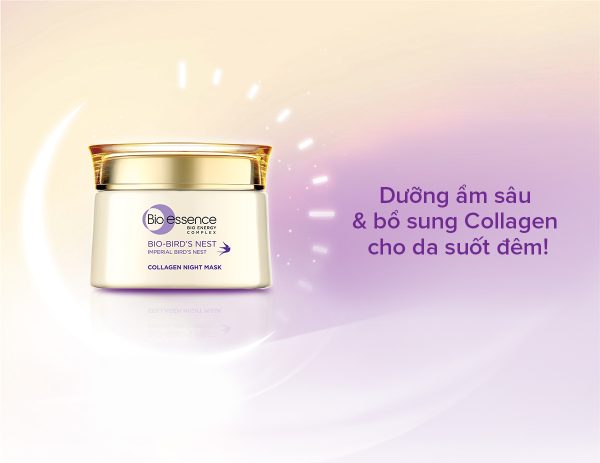 Bio essence
BIO ENERGY
COMPLEX
BIO-BIRD'S NEST
IMPERIAL BIRD'S NEST
COLLAGEN NIGHT MASK
Dưỡng ẩm sâu
& bổ sung Collagen
cho da suốt đêm!